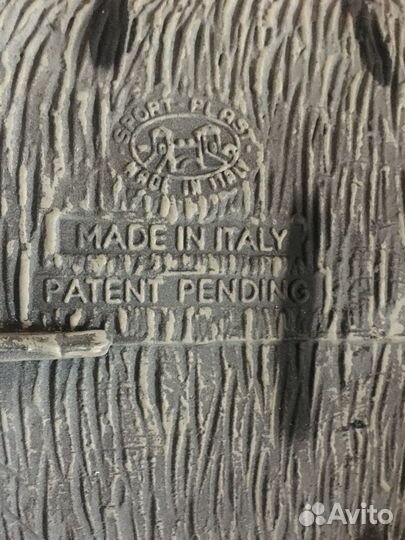 SPORT-PLAST
MADE IN ITALY
MADE IN ITALY
PATENT PENDING
Avito